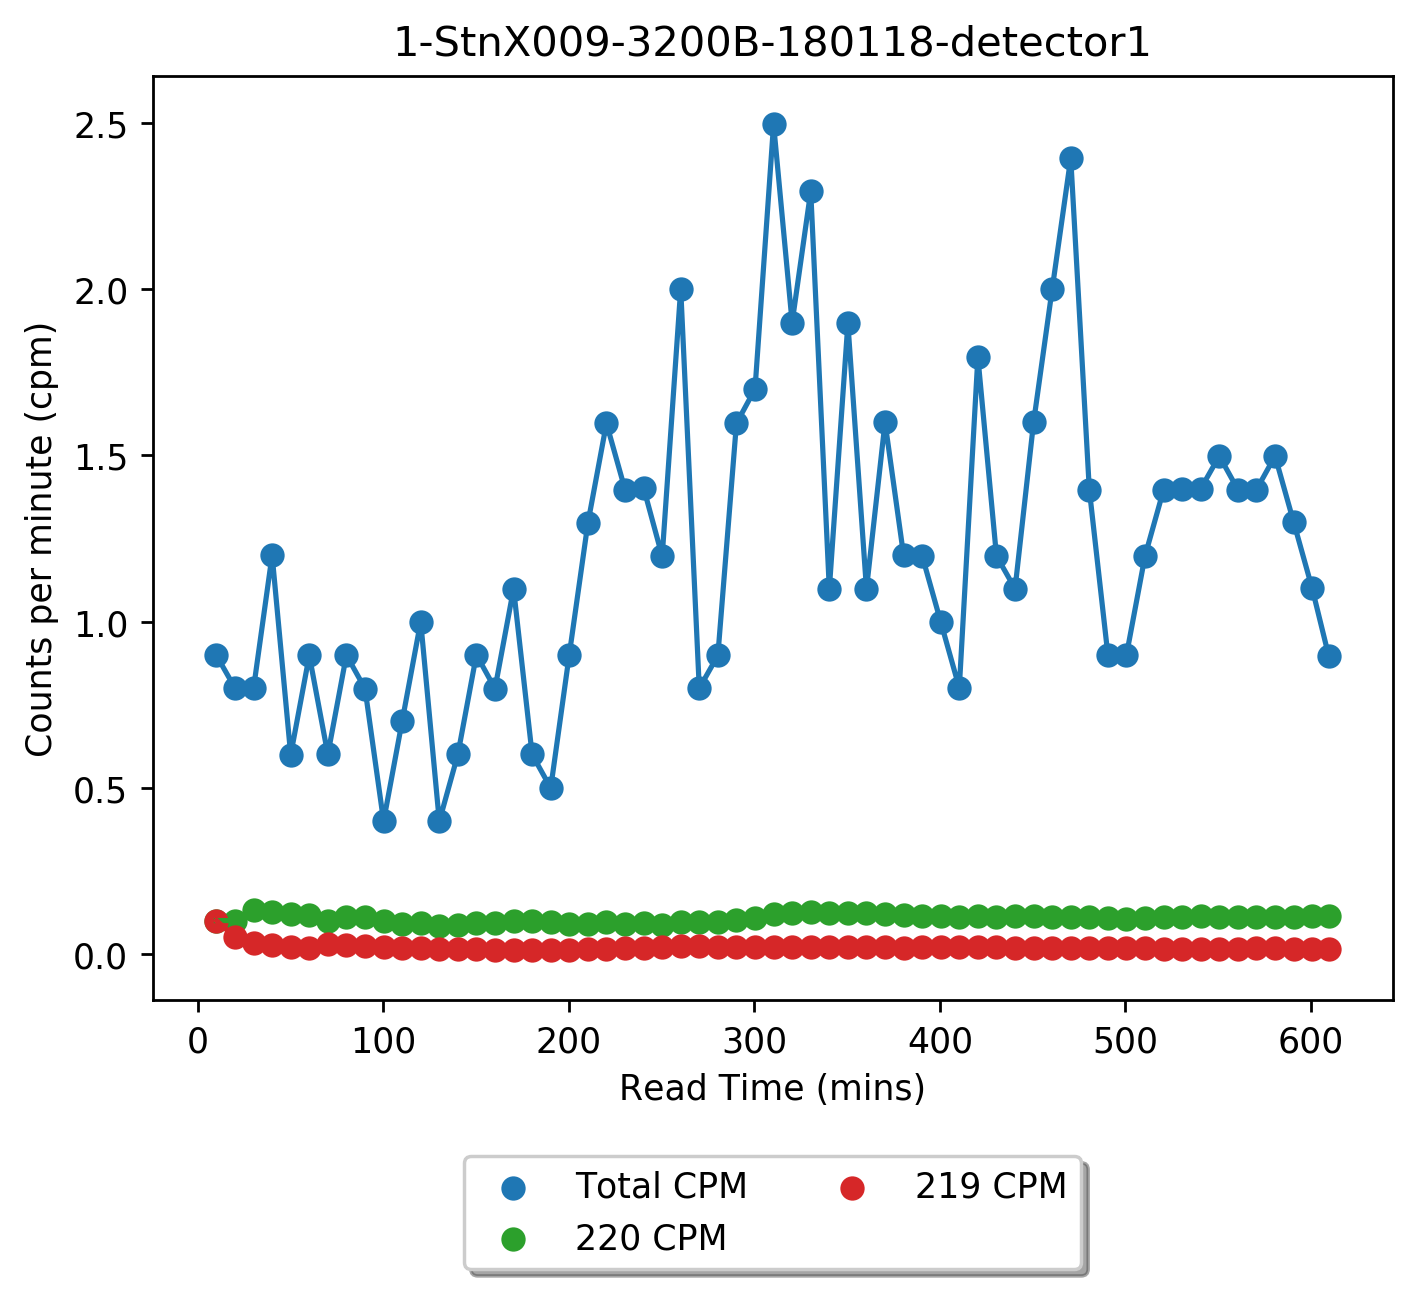 1-StnX009-3200B-180118-detector1
2.5
2.0
1.5
1.0
0.5
0.0
Counts per minute (cpm)
0 100 200 300 400 500 600
Read Time (mins)
Total CPM 219 CPM
220 CPM